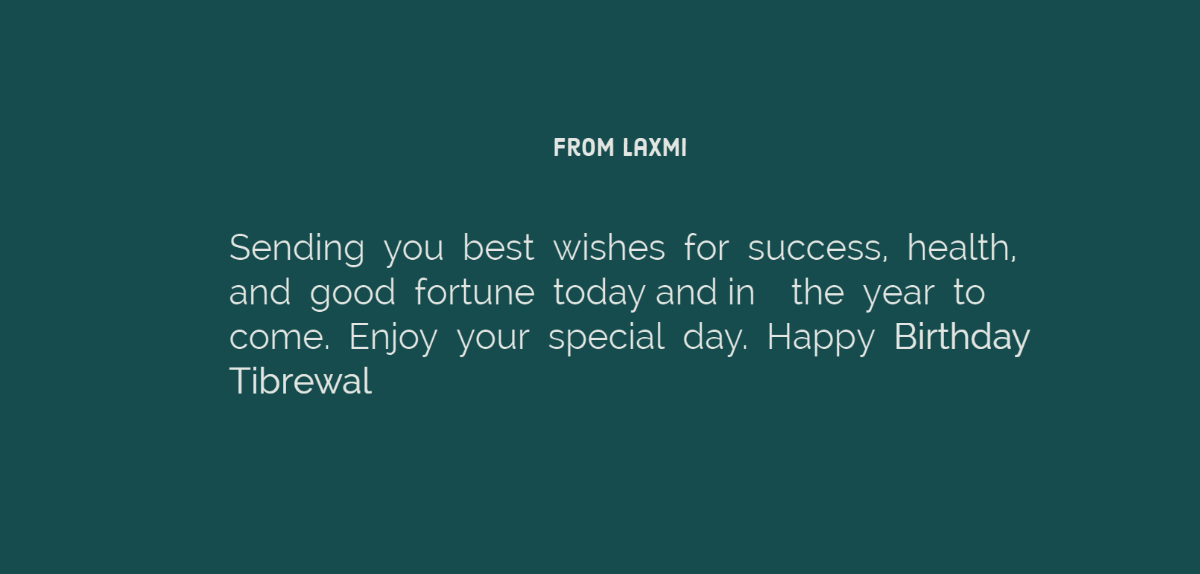 FROM LAXMI
Sending you best wishes for success, health,
and good fortune today and in the year to
come. Enjoy your special day. Happy Birthday
Tibrewal